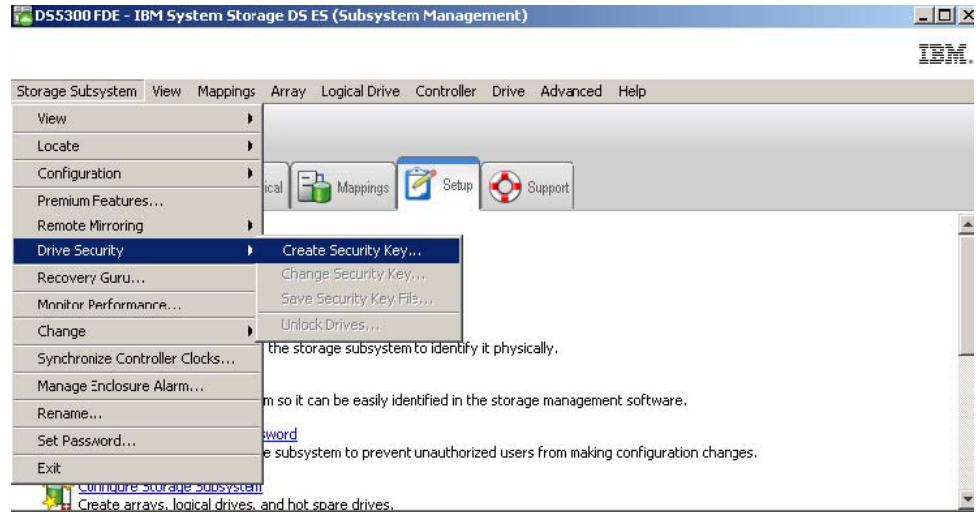 DS5300 FDE - IBM System Storage DS ES (Subsystem Management)
IBM.
Storage Subsystem View Mappings Array Logical Drive Controller Drive Advanced Help
View
Locate
Configuration
Premium Features...
Remote Mirroring
Drive Security
Recovery Guru...
Monitor Performance...
Change
Synchronize Controller Clocks...
Manage Enclosure Alarm...
Rename...
Set Password...
Exit
Create Security Key...
Change Security Key...
Save Security Key File...
Unlock Drives...
ical Mappings Setup Support
the storage subsystem to identify it physically.
m so it can be easily identified in the storage management software.
sword
e subsystem to prevent unauthorized users from making configuration changes.
Configure Storage Subsystem
Create arrays, logical drives, and hot spare drives.